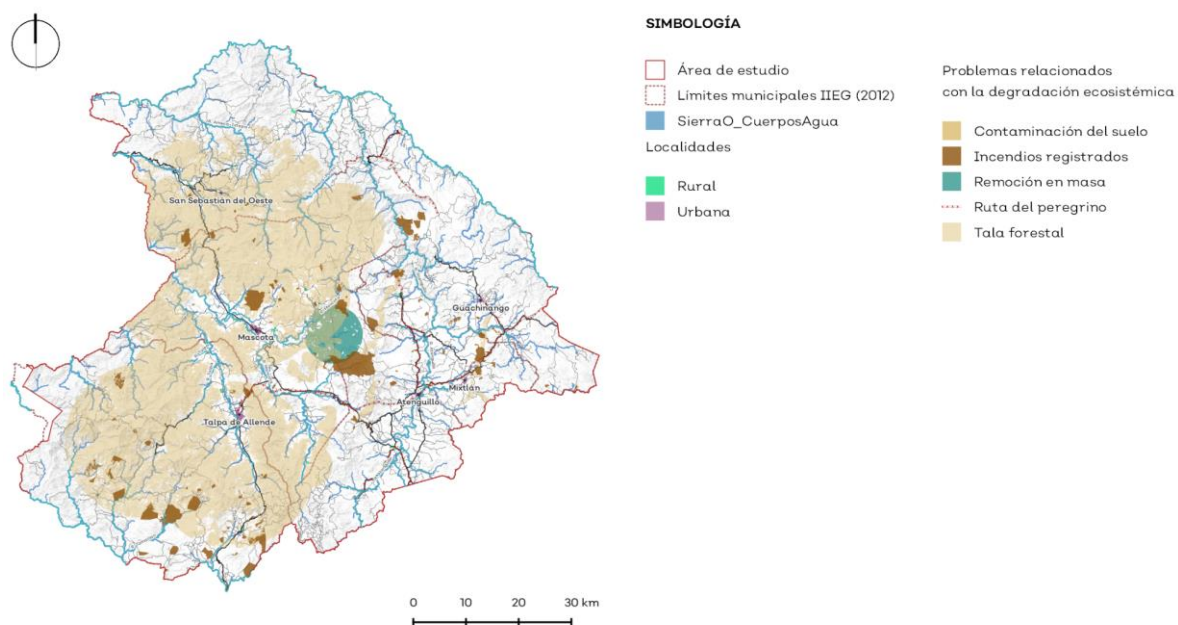 SIMBOLOGÍA
Área de estudio
Límites municipales IIEG (2012)
SierraO_CuerposAgua
Localidades
Rural
Urbana
Problemas relacionados
con la degradación ecosistémica
Contaminación del suelo
Incendios registrados
Remoción en masa
Ruta del peregrino
Tala forestal
San Sebastián del Oeste
Guachinango
Mascota
Mixtlán
Atenguillo
Talpa de Allende
0 10 20 30 km